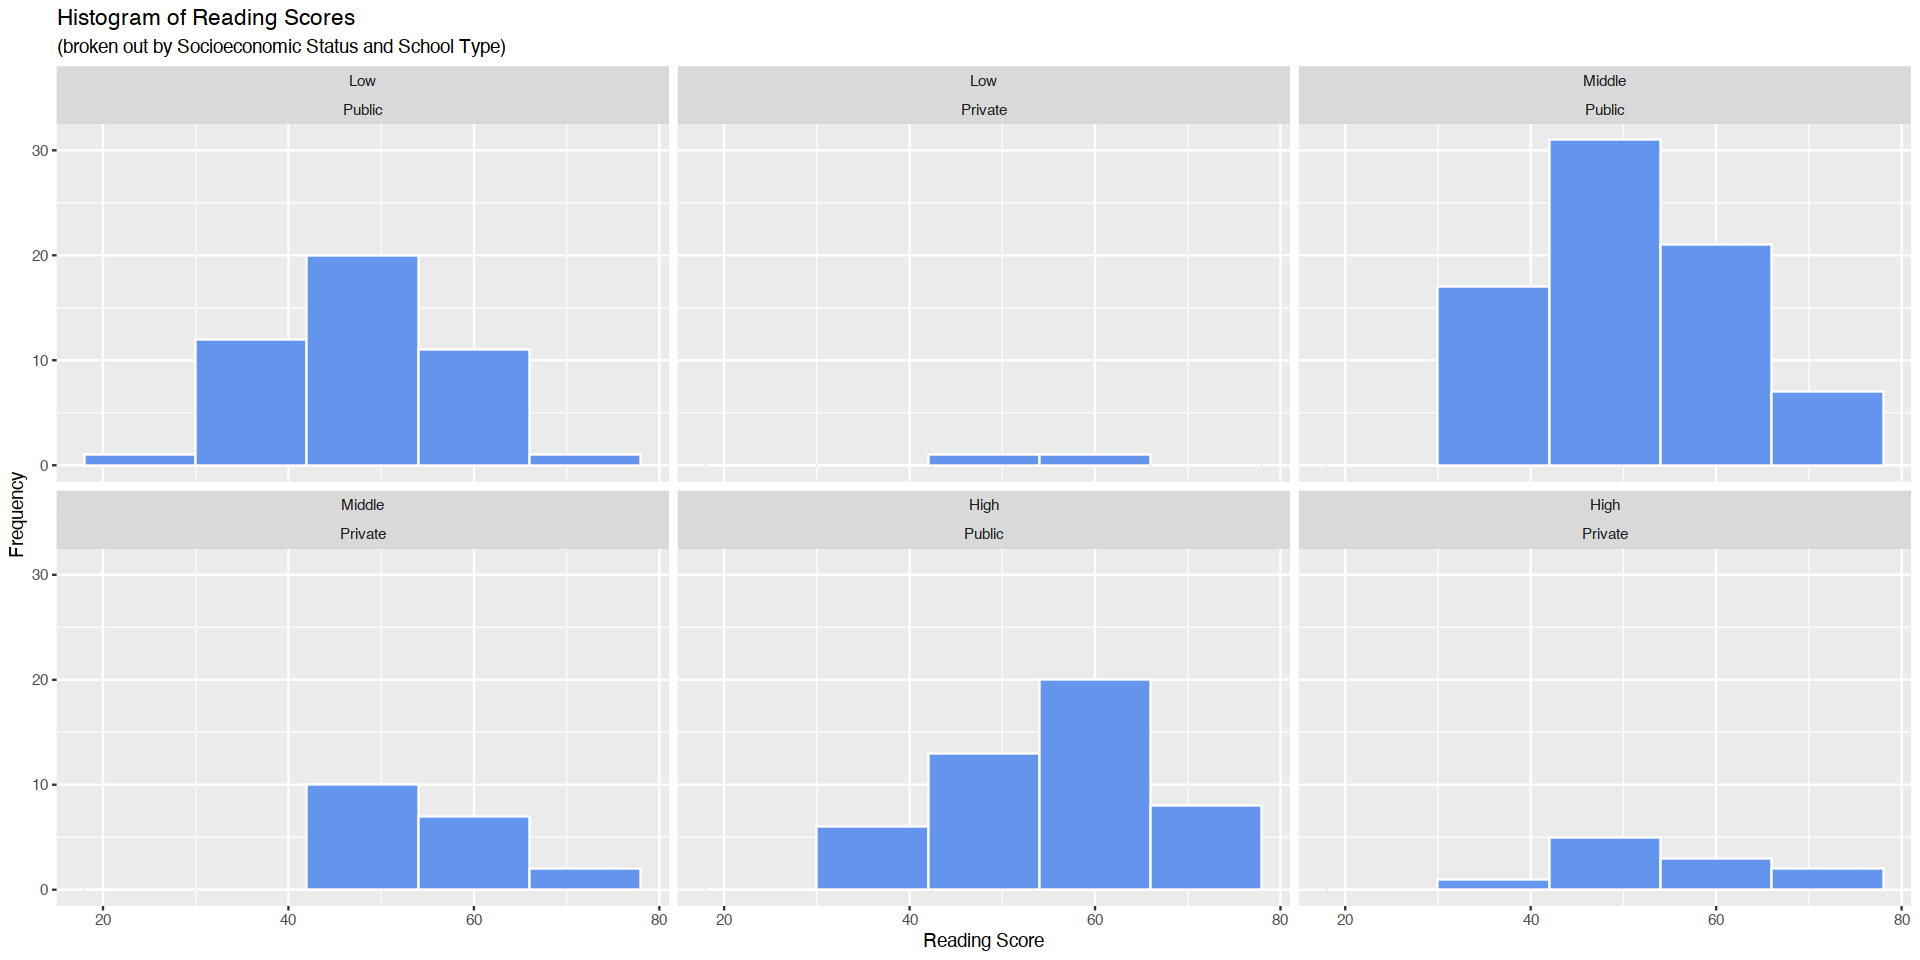 Histogram of Reading Scores
(broken out by Socioeconomic Status and School Type)
Low
Public
Low
Private
Middle
Public
30
20
10
0
Middle
Private
High
Public
High
Private
30
20
10
0
20 40 60 80
20 40 60 80
20 40 60 80
Frequency
Reading Score